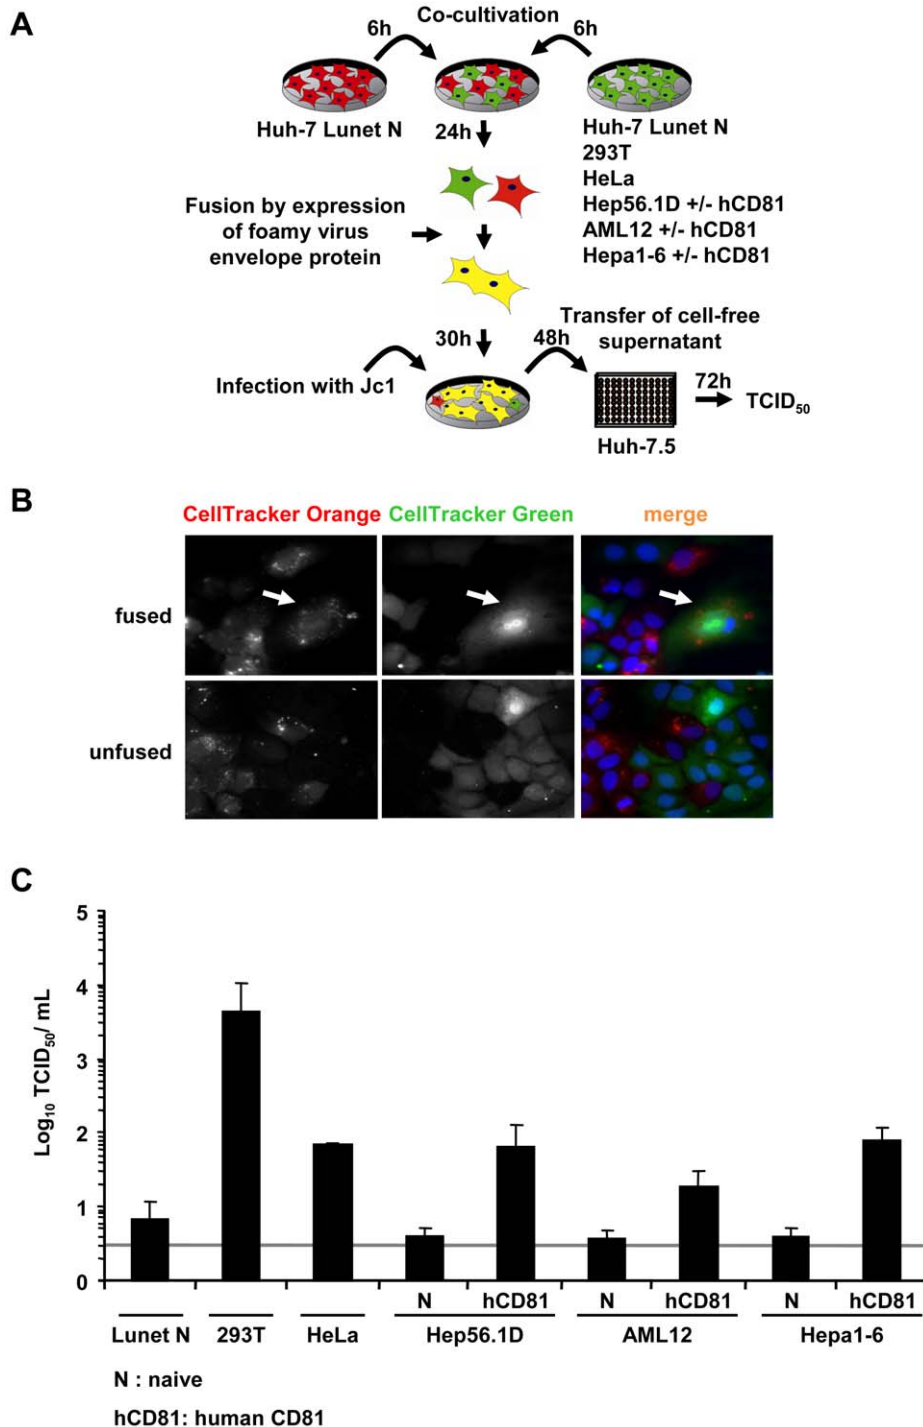 A
Co-cultivation
6h
6h
Huh-7 Lunet N
24h
Huh-7 Lunet N
293T
HeLa
Hep56.1D +/- hCD81
AML12 +/- hCD81
Hepa1-6 +/- hCD81
Fusion by expression
of foamy virus
envelope protein
Transfer of cell-free
supernatant
30h
48h
Infection with Jc1
72h
TCID50
Huh-7.5
B
CellTracker Orange CellTracker Green merge
fused
unfused
C
Log10 TCID50/ mL
5
4
3
2
1
0
N hCD81 N hCD81 N hCD81
Lunet N 293T HeLa Hep56.1D AML12 Hepa1-6
N : naive
hCD81: human CD81